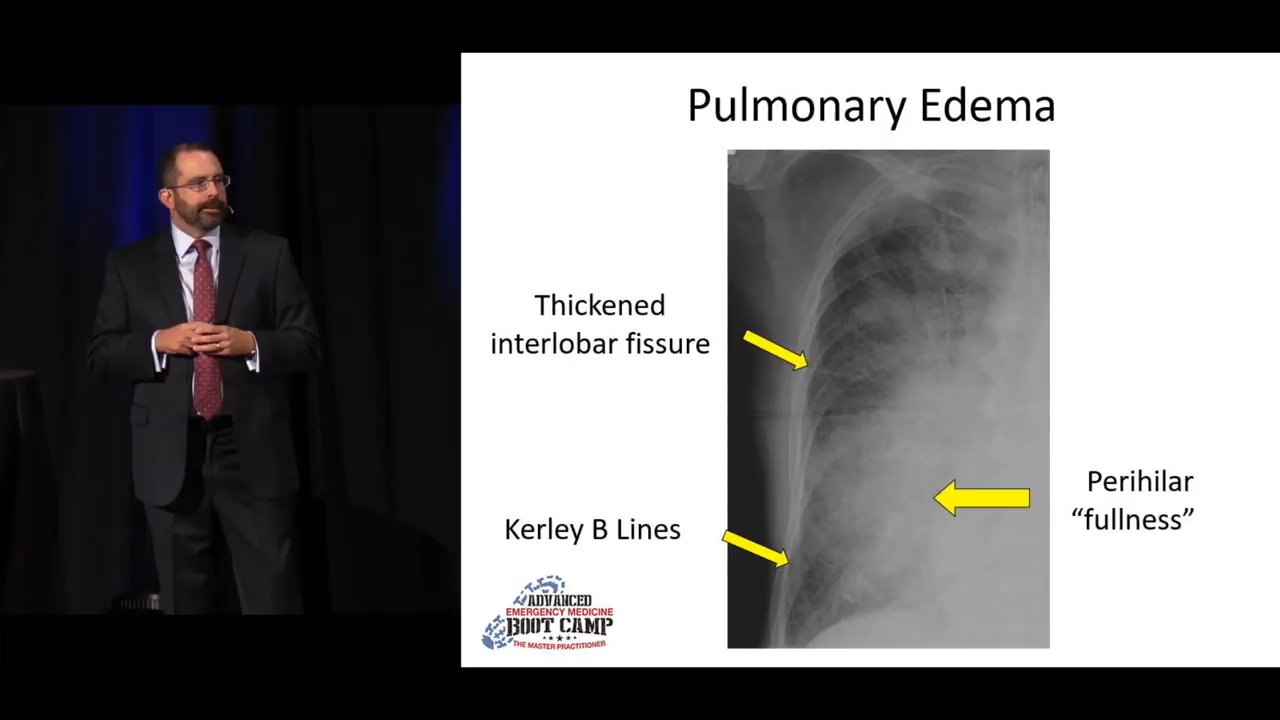 Pulmonary Edema
Thickened
interlobar fissure
Kerley B Lines
Perihilar
“fullness”
ADVANCED
EMERGENCY MEDICINE
BOOT CAMP
THE MASTER PRACTITIONER